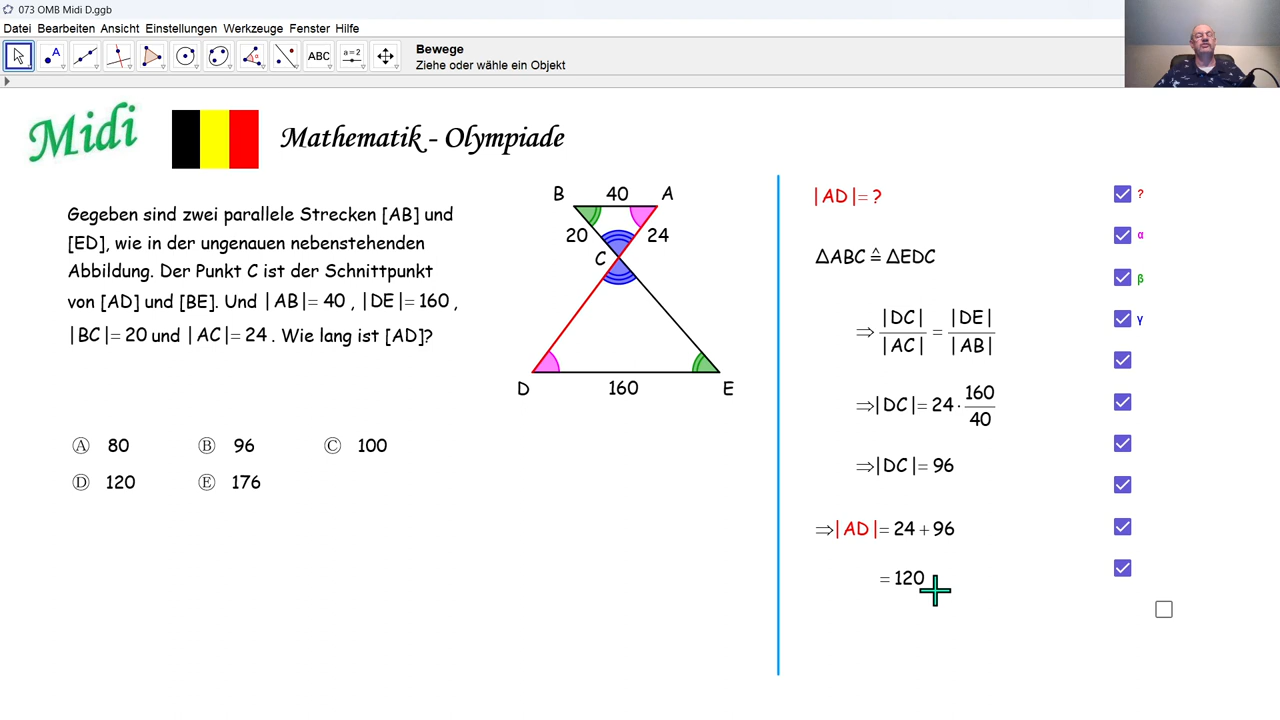 073 OMB Midi D.ggb
Datei Bearbeiten Ansicht Einstellungen Werkzeuge Fenster Hilfe
A ABC a=2
Bewege
Ziehe oder wähle ein Objekt
Midi Mathematik - Olympiade
Gegeben sind zwei parallele Strecken [AB] und
[ED], wie in der ungenauen nebenstehenden
Abbildung. Der Punkt C ist der Schnittpunkt
von [AD] und [BE]. Und |AB|= 40 , |DE|= 160 ,
|BC|= 20 und |AC|= 24 . Wie lang ist [AD]?
Ⓐ 80 Ⓑ 96 Ⓒ 100
Ⓓ 120 Ⓔ 176
B 40 A
20 24
C
D 160 E
|AD|= ?
ΔABC ≙ ΔEDC
⇒ |DC| / |AC| = |DE| / |AB|
⇒|DC|= 24 · 160 / 40
⇒|DC|= 96
⇒|AD|= 24 + 96
= 120
?
α
β
γ